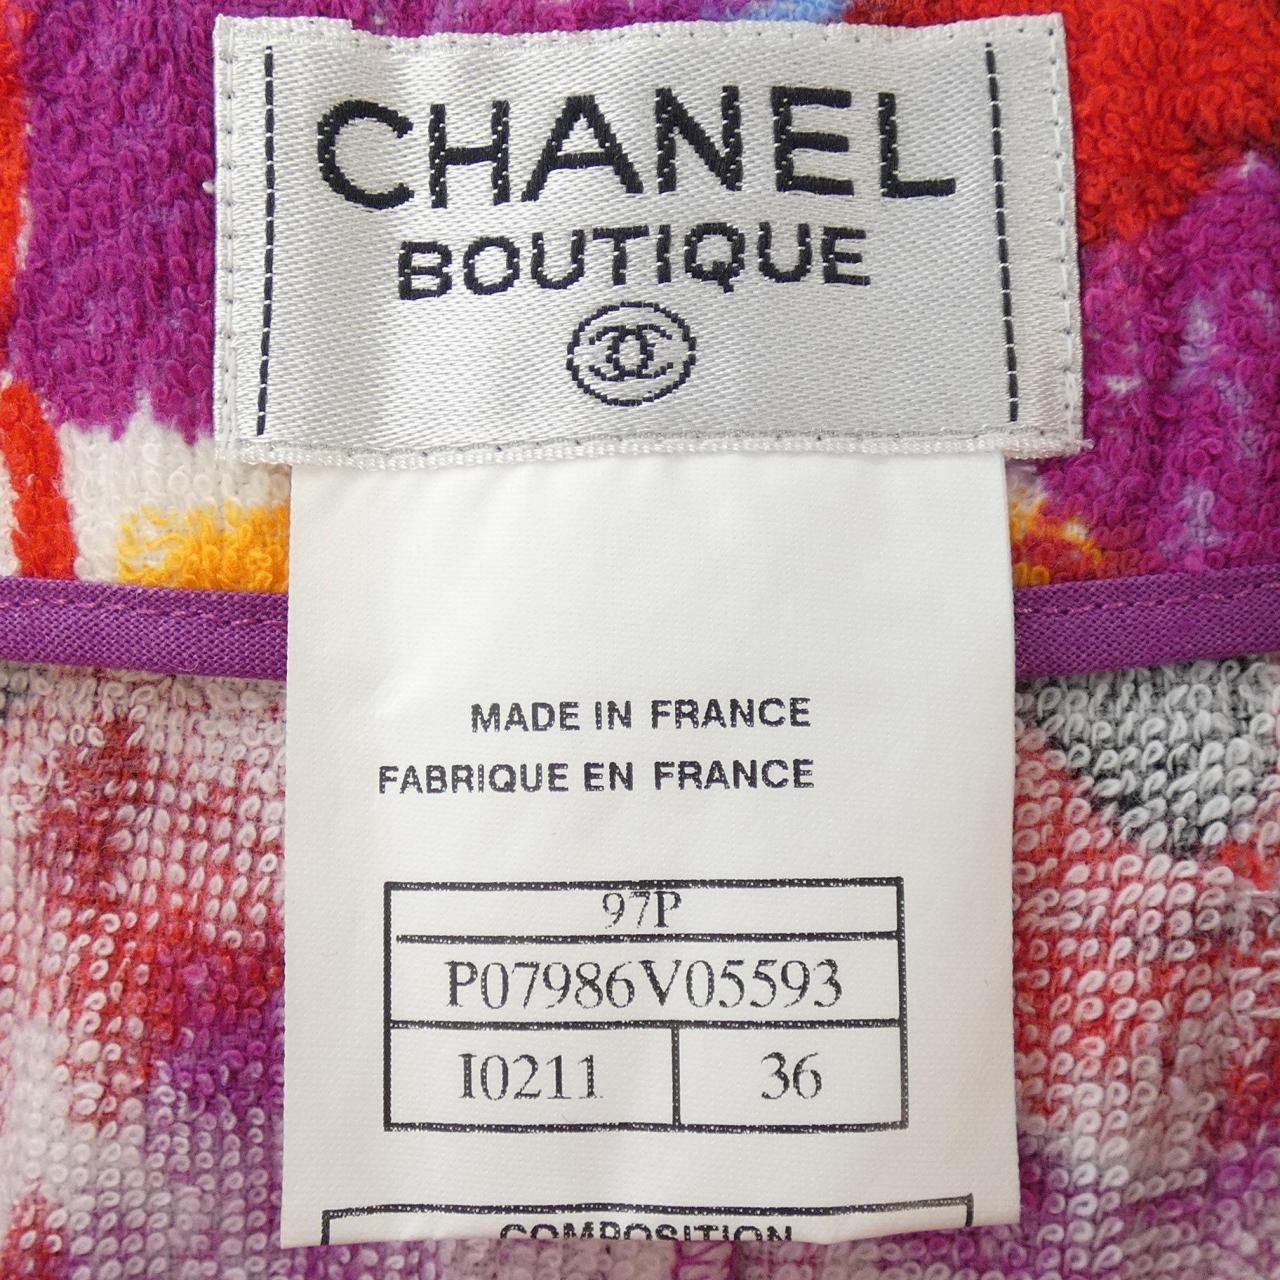 CHANEL
BOUTIQUE
MADE IN FRANCE
FABRIQUE EN FRANCE
97P
P07986V05593
I0211 36
COMPOSITION